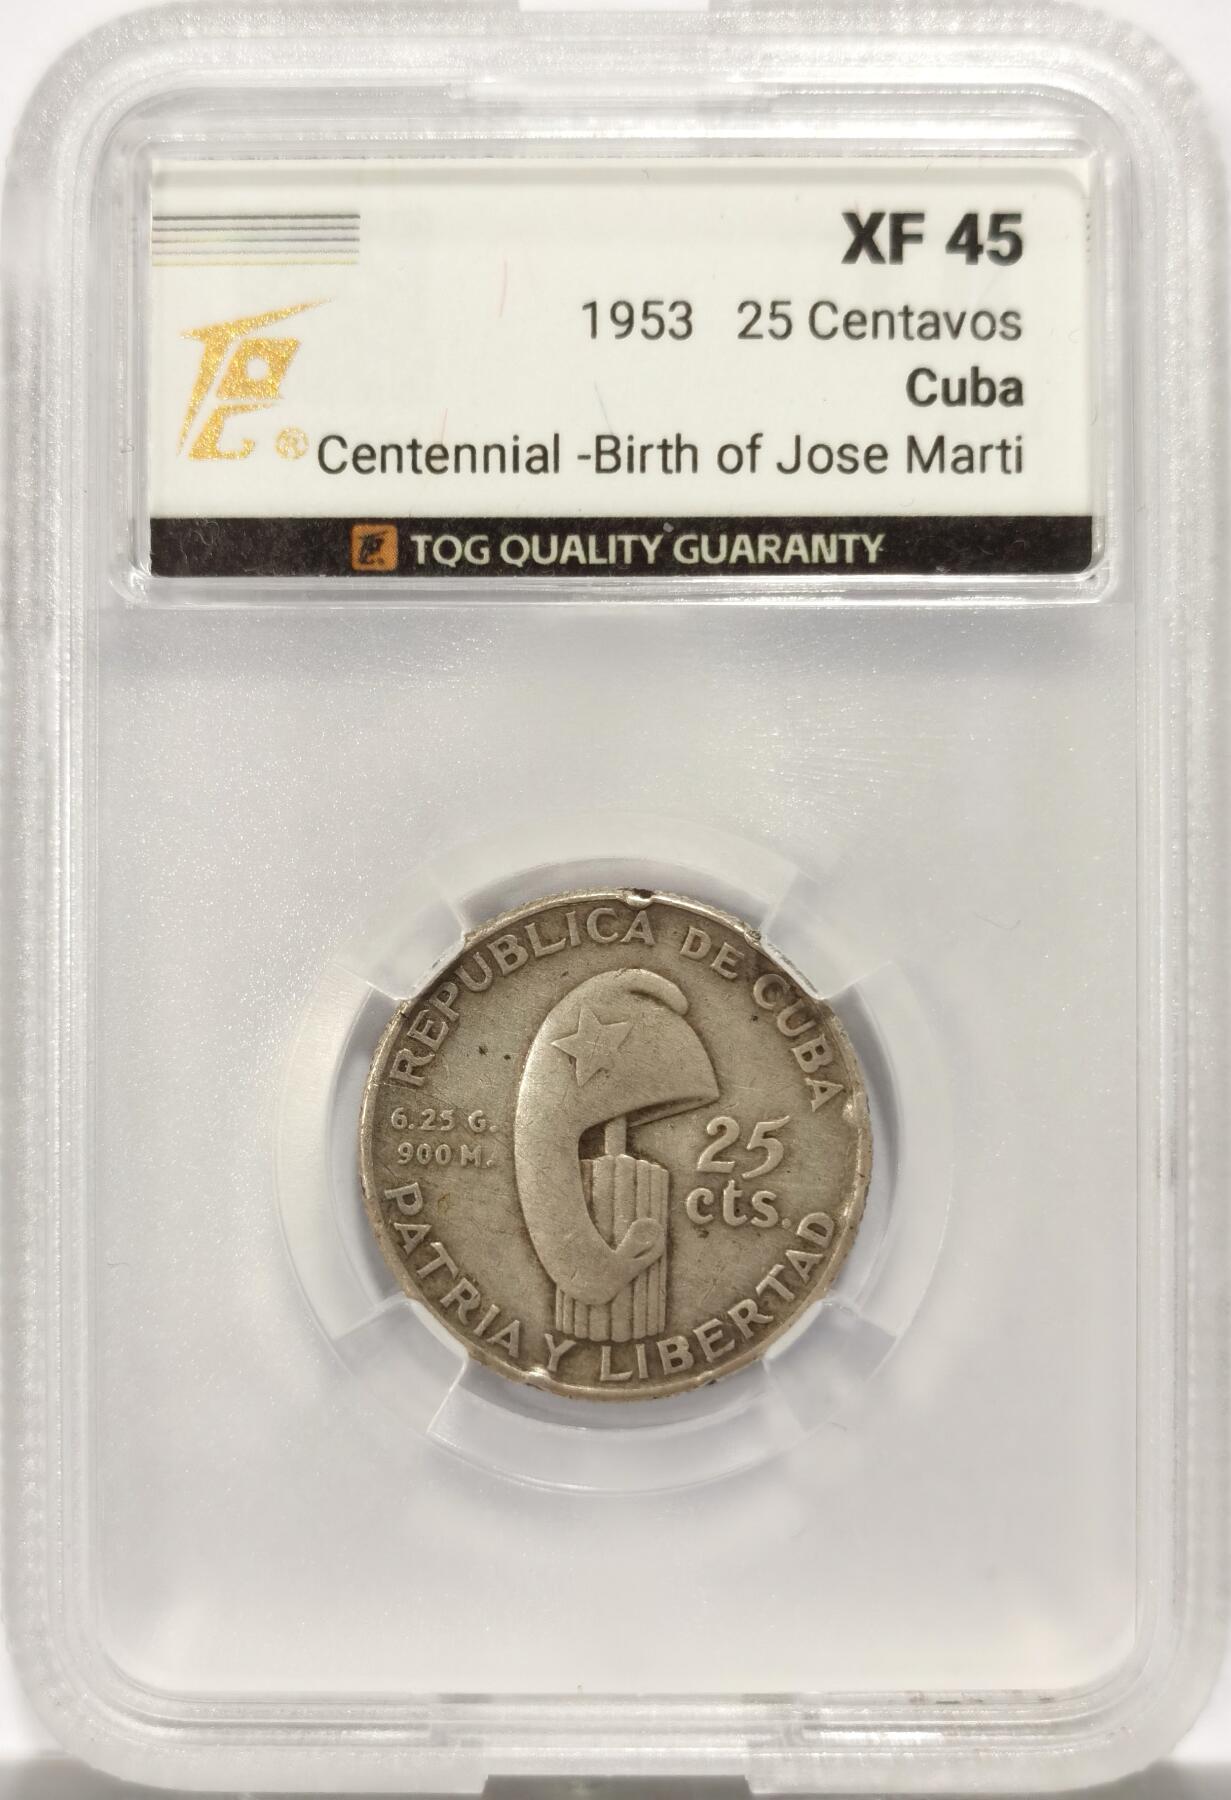 XF 45
1953 25 Centavos
Cuba
® Centennial -Birth of Jose Marti
TQG QUALITY GUARANTY
REPUBLICA DE CUBA
6.25 G.
900 M.
25
cts.
PATRIA Y LIBERTAD